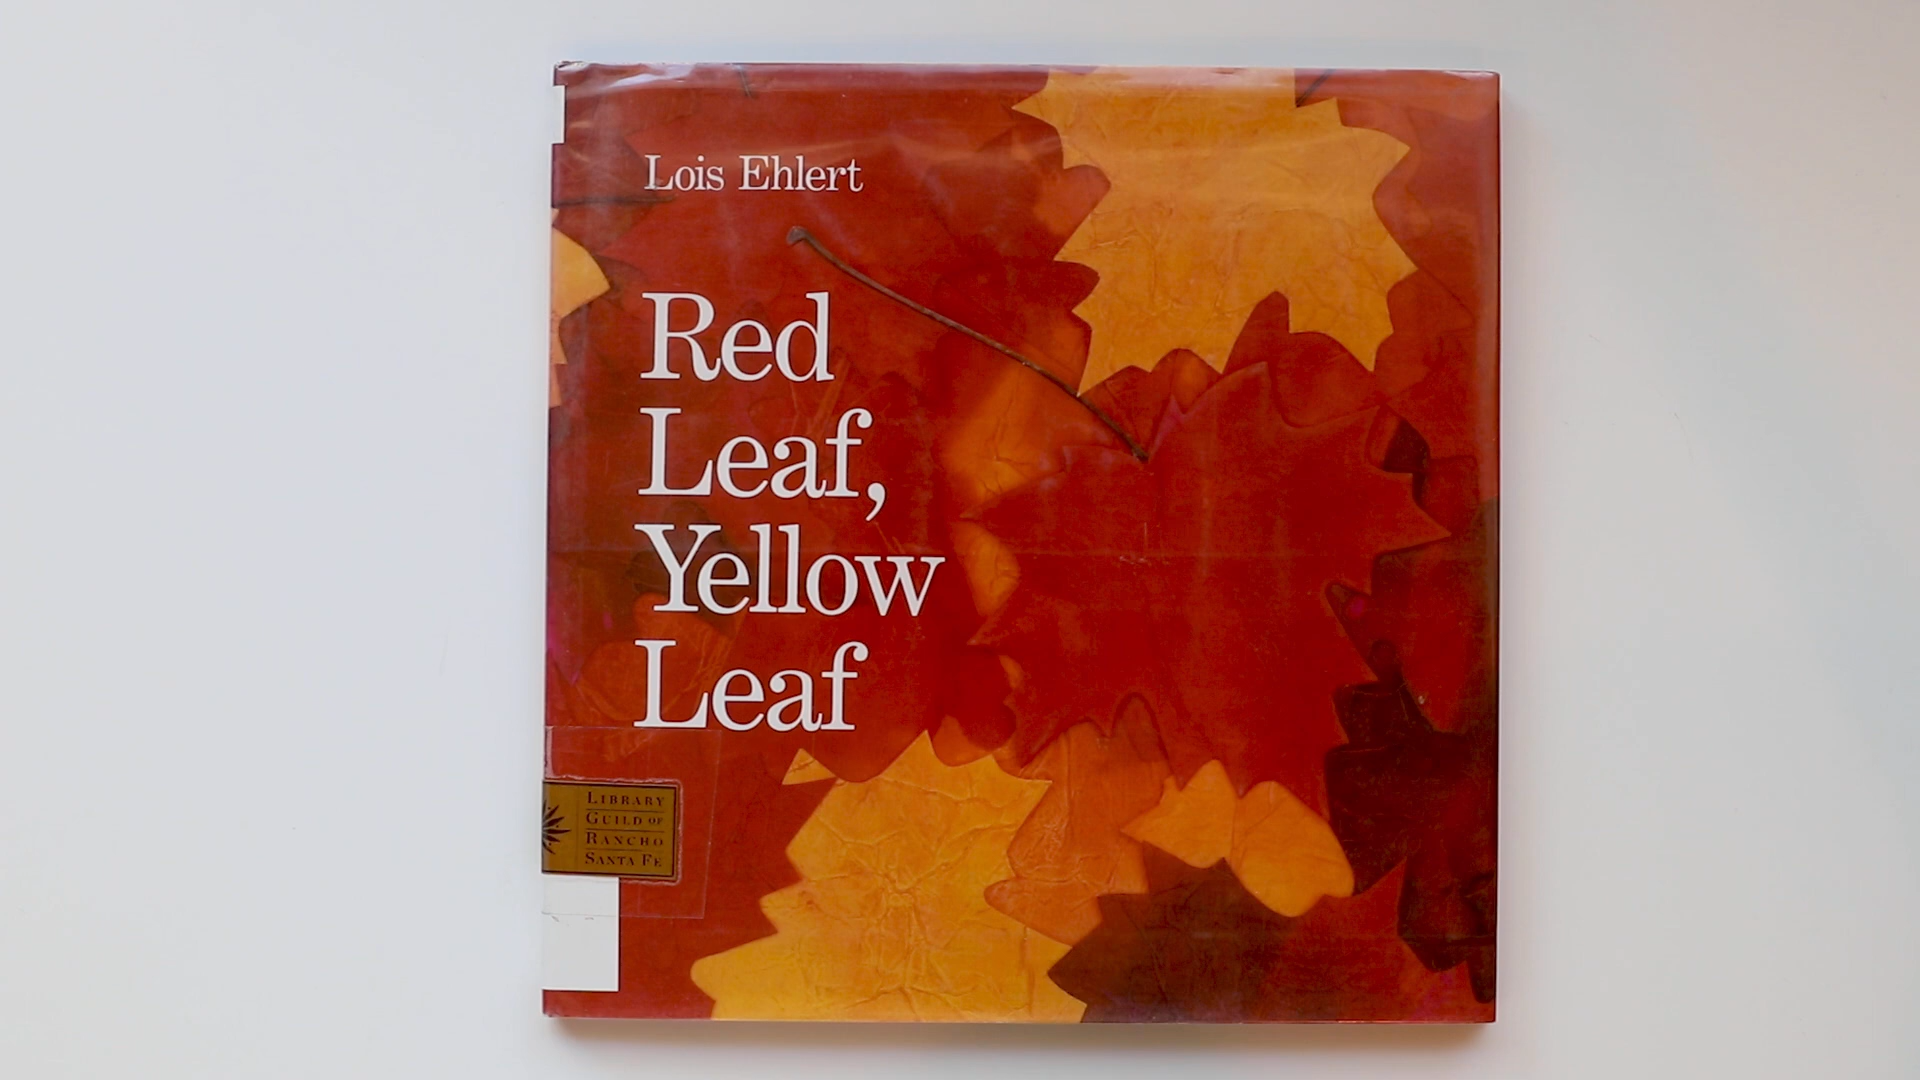 Lois Ehlert
Red
Leaf,
Yellow
Leaf
LIBRARY
GUILD OF
RANCHO
SANTA FE